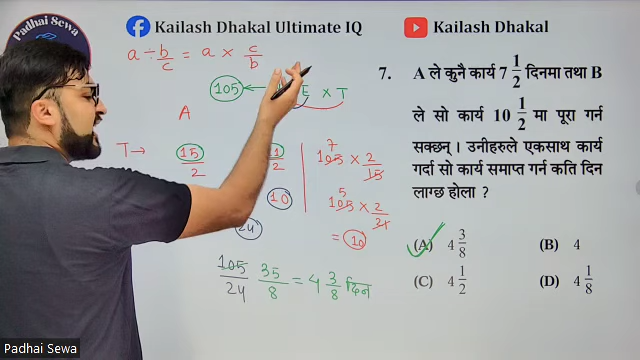 Padhai Sewa
Kailash Dhakal Ultimate IQ
Kailash Dhakal
a ÷ b/c = a × c/b
105 ← E × T
A
T → 15/2 1/2
7
105 × 2/15
10
5
105 × 2/21
24
= 10
105/24 35/8 = 4 3/8 दिन
7. A ले कुनै कार्य 7 1/2 दिनमा तथा B
ले सो कार्य 10 1/2 मा पूरा गर्न
सक्छन् । उनीहरुले एकसाथ कार्य
गर्दा सो कार्य समाप्त गर्न कति दिन
लाग्छ होला ?
(A) 4 3/8 (B) 4
(C) 4 1/2 (D) 4 1/8
Padhai Sewa